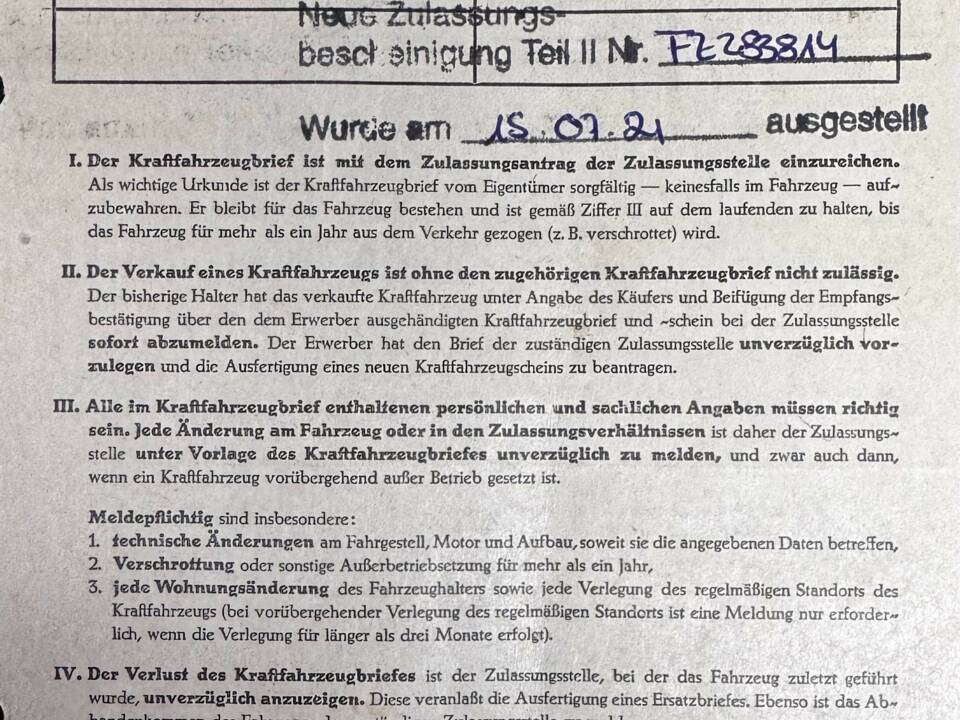 Neue Zulassungs-
bescheinigung Teil II Nr. FZ283814
Wurde am 15.07.21 ausgestellt
I. Der Kraftfahrzeugbrief ist mit dem Zulassungsantrag der Zulassungsstelle einzureichen.
Als wichtige Urkunde ist der Kraftfahrzeugbrief vom Eigentümer sorgfältig — keinesfalls im Fahrzeug — auf-
zubewahren. Er bleibt für das Fahrzeug bestehen und ist gemäß Ziffer III auf dem laufenden zu halten, bis
das Fahrzeug für mehr als ein Jahr aus dem Verkehr gezogen (z. B. verschrottet) wird.
II. Der Verkauf eines Kraftfahrzeugs ist ohne den zugehörigen Kraftfahrzeugbrief nicht zulässig.
Der bisherige Halter hat das verkaufte Kraftfahrzeug unter Angabe des Käufers und Beifügung der Empfangs-
bestätigung über den dem Erwerber ausgehändigten Kraftfahrzeugbrief und -schein bei der Zulassungsstelle
sofort abzumelden. Der Erwerber hat den Brief der zuständigen Zulassungsstelle unverzüglich vor-
zulegen und die Ausfertigung eines neuen Kraftfahrzeugscheins zu beantragen.
III. Alle im Kraftfahrzeugbrief enthaltenen persönlichen und sachlichen Angaben müssen richtig
sein. Jede Änderung am Fahrzeug oder in den Zulassungsverhältnissen ist daher der Zulassungs-
stelle unter Vorlage des Kraftfahrzeugbriefes unverzüglich zu melden, und zwar auch dann,
wenn ein Kraftfahrzeug vorübergehend außer Betrieb gesetzt ist.
Meldepflichtig sind insbesondere:
1. technische Änderungen am Fahrgestell, Motor und Aufbau, soweit sie die angegebenen Daten betreffen,
2. Verschrottung oder sonstige Außerbetriebsetzung für mehr als ein Jahr,
3. jede Wohnungsänderung des Fahrzeughalters sowie jede Verlegung des regelmäßigen Standorts des
Kraftfahrzeugs (bei vorübergehender Verlegung des regelmäßigen Standorts ist eine Meldung nur erforder-
lich, wenn die Verlegung für länger als drei Monate erfolgt).
IV. Der Verlust des Kraftfahrzeugbriefes ist der Zulassungsstelle, bei der das Fahrzeug zuletzt geführt
wurde, unverzüglich anzuzeigen. Diese veranlaßt die Ausfertigung eines Ersatzbriefes. Ebenso ist das Ab-